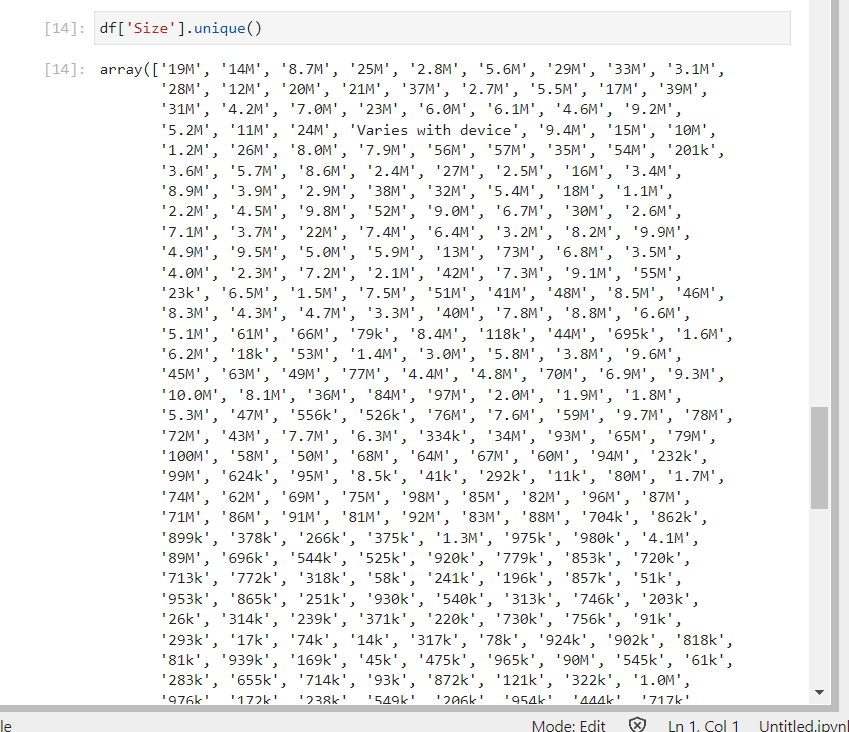 [14]: df['Size'].unique()
[14]: array(['19M', '14M', '8.7M', '25M', '2.8M', '5.6M', '29M', '33M', '3.1M',
'28M', '12M', '20M', '21M', '37M', '2.7M', '5.5M', '17M', '39M',
'31M', '4.2M', '7.0M', '23M', '6.0M', '6.1M', '4.6M', '9.2M',
'5.2M', '11M', '24M', 'Varies with device', '9.4M', '15M', '10M',
'1.2M', '26M', '8.0M', '7.9M', '56M', '57M', '35M', '54M', '201k',
'3.6M', '5.7M', '8.6M', '2.4M', '27M', '2.5M', '16M', '3.4M',
'8.9M', '3.9M', '2.9M', '38M', '32M', '5.4M', '18M', '1.1M',
'2.2M', '4.5M', '9.8M', '52M', '9.0M', '6.7M', '30M', '2.6M',
'7.1M', '3.7M', '22M', '7.4M', '6.4M', '3.2M', '8.2M', '9.9M',
'4.9M', '9.5M', '5.0M', '5.9M', '13M', '73M', '6.8M', '3.5M',
'4.0M', '2.3M', '7.2M', '2.1M', '42M', '7.3M', '9.1M', '55M',
'23k', '6.5M', '1.5M', '7.5M', '51M', '41M', '48M', '8.5M', '46M',
'8.3M', '4.3M', '4.7M', '3.3M', '40M', '7.8M', '8.8M', '6.6M',
'5.1M', '61M', '66M', '79k', '8.4M', '118k', '44M', '695k', '1.6M',
'6.2M', '18k', '53M', '1.4M', '3.0M', '5.8M', '3.8M', '9.6M',
'45M', '63M', '49M', '77M', '4.4M', '4.8M', '70M', '6.9M', '9.3M',
'10.0M', '8.1M', '36M', '84M', '97M', '2.0M', '1.9M', '1.8M',
'5.3M', '47M', '556k', '526k', '76M', '7.6M', '59M', '9.7M', '78M',
'72M', '43M', '7.7M', '6.3M', '334k', '34M', '93M', '65M', '79M',
'100M', '58M', '50M', '68M', '64M', '67M', '60M', '94M', '232k',
'99M', '624k', '95M', '8.5k', '41k', '292k', '11k', '80M', '1.7M',
'74M', '62M', '69M', '75M', '98M', '85M', '82M', '96M', '87M',
'71M', '86M', '91M', '81M', '92M', '83M', '88M', '704k', '862k',
'899k', '378k', '266k', '375k', '1.3M', '975k', '980k', '4.1M',
'89M', '696k', '544k', '525k', '920k', '779k', '853k', '720k',
'713k', '772k', '318k', '58k', '241k', '196k', '857k', '51k',
'953k', '865k', '251k', '930k', '540k', '313k', '746k', '203k',
'26k', '314k', '239k', '371k', '220k', '730k', '756k', '91k',
'293k', '17k', '74k', '14k', '317k', '78k', '924k', '902k', '818k',
'81k', '939k', '169k', '45k', '475k', '965k', '90M', '545k', '61k',
'283k', '655k', '714k', '93k', '872k', '121k', '322k', '1.0M',
'976k', '172k', '238k', '549k', '206k', '954k', '444k', '717k'
le Mode: Edit Ln 1, Col 1 Untitled.ipynb